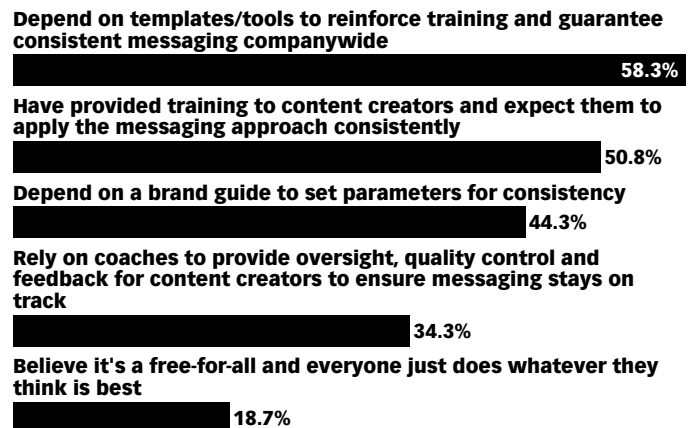 Depend on templates/tools to reinforce training and guarantee
consistent messaging companywide
58.3%
Have provided training to content creators and expect them to
apply the messaging approach consistently
50.8%
Depend on a brand guide to set parameters for consistency
44.3%
Rely on coaches to provide oversight, quality control and
feedback for content creators to ensure messaging stays on
track
34.3%
Believe it's a free-for-all and everyone just does whatever they
think is best
18.7%